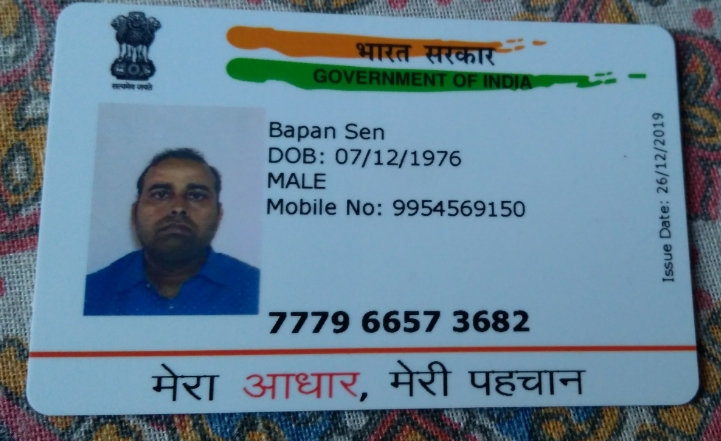 सत्यमेव जयते
भारत सरकार
GOVERNMENT OF INDIA
Bapan Sen
DOB: 07/12/1976
MALE
Mobile No: 9954569150
Issue Date: 26/12/2019
7779 6657 3682
मेरा आधार, मेरी पहचान